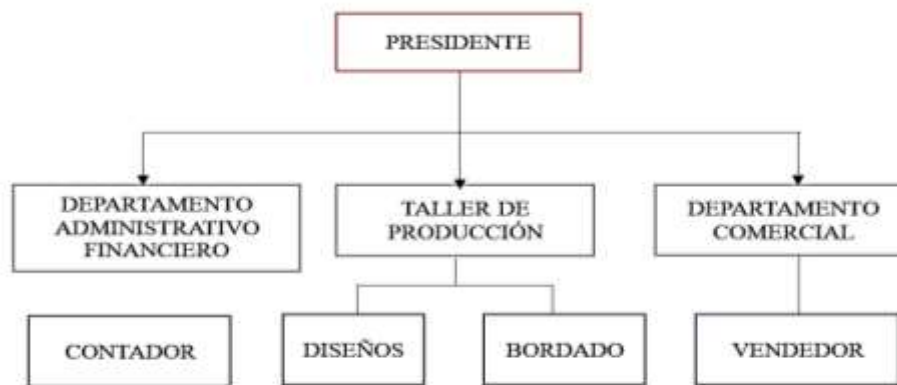 PRESIDENTE
DEPARTAMENTO
ADMINISTRATIVO
FINANCIERO
TALLER DE
PRODUCCIÓN
DEPARTAMENTO
COMERCIAL
CONTADOR
DISEÑOS
BORDADO
VENDEDOR